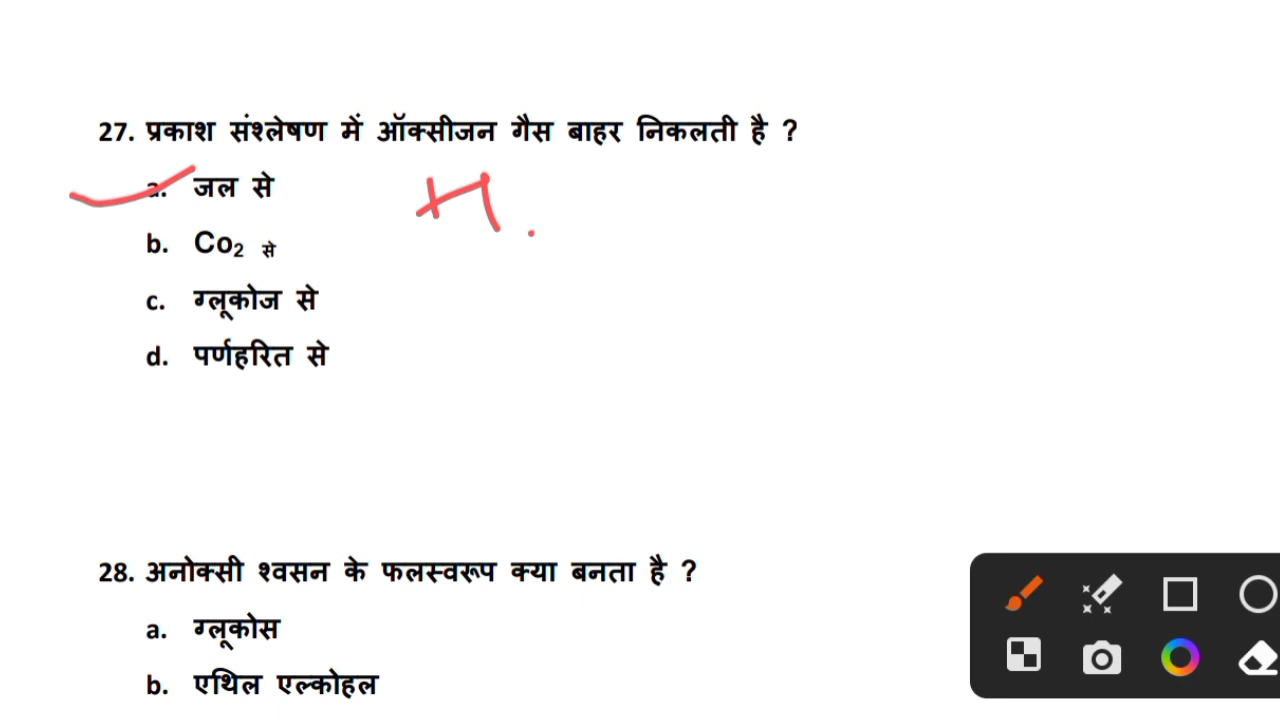 27. प्रकाश संश्लेषण में ऑक्सीजन गैस बाहर निकलती है ?
a. जल से
H.
b. Co₂ से
c. ग्लूकोज से
d. पर्णहरित से
28. अनोक्सी श्वसन के फलस्वरूप क्या बनता है ?
a. ग्लूकोस
b. एथिल एल्कोहल